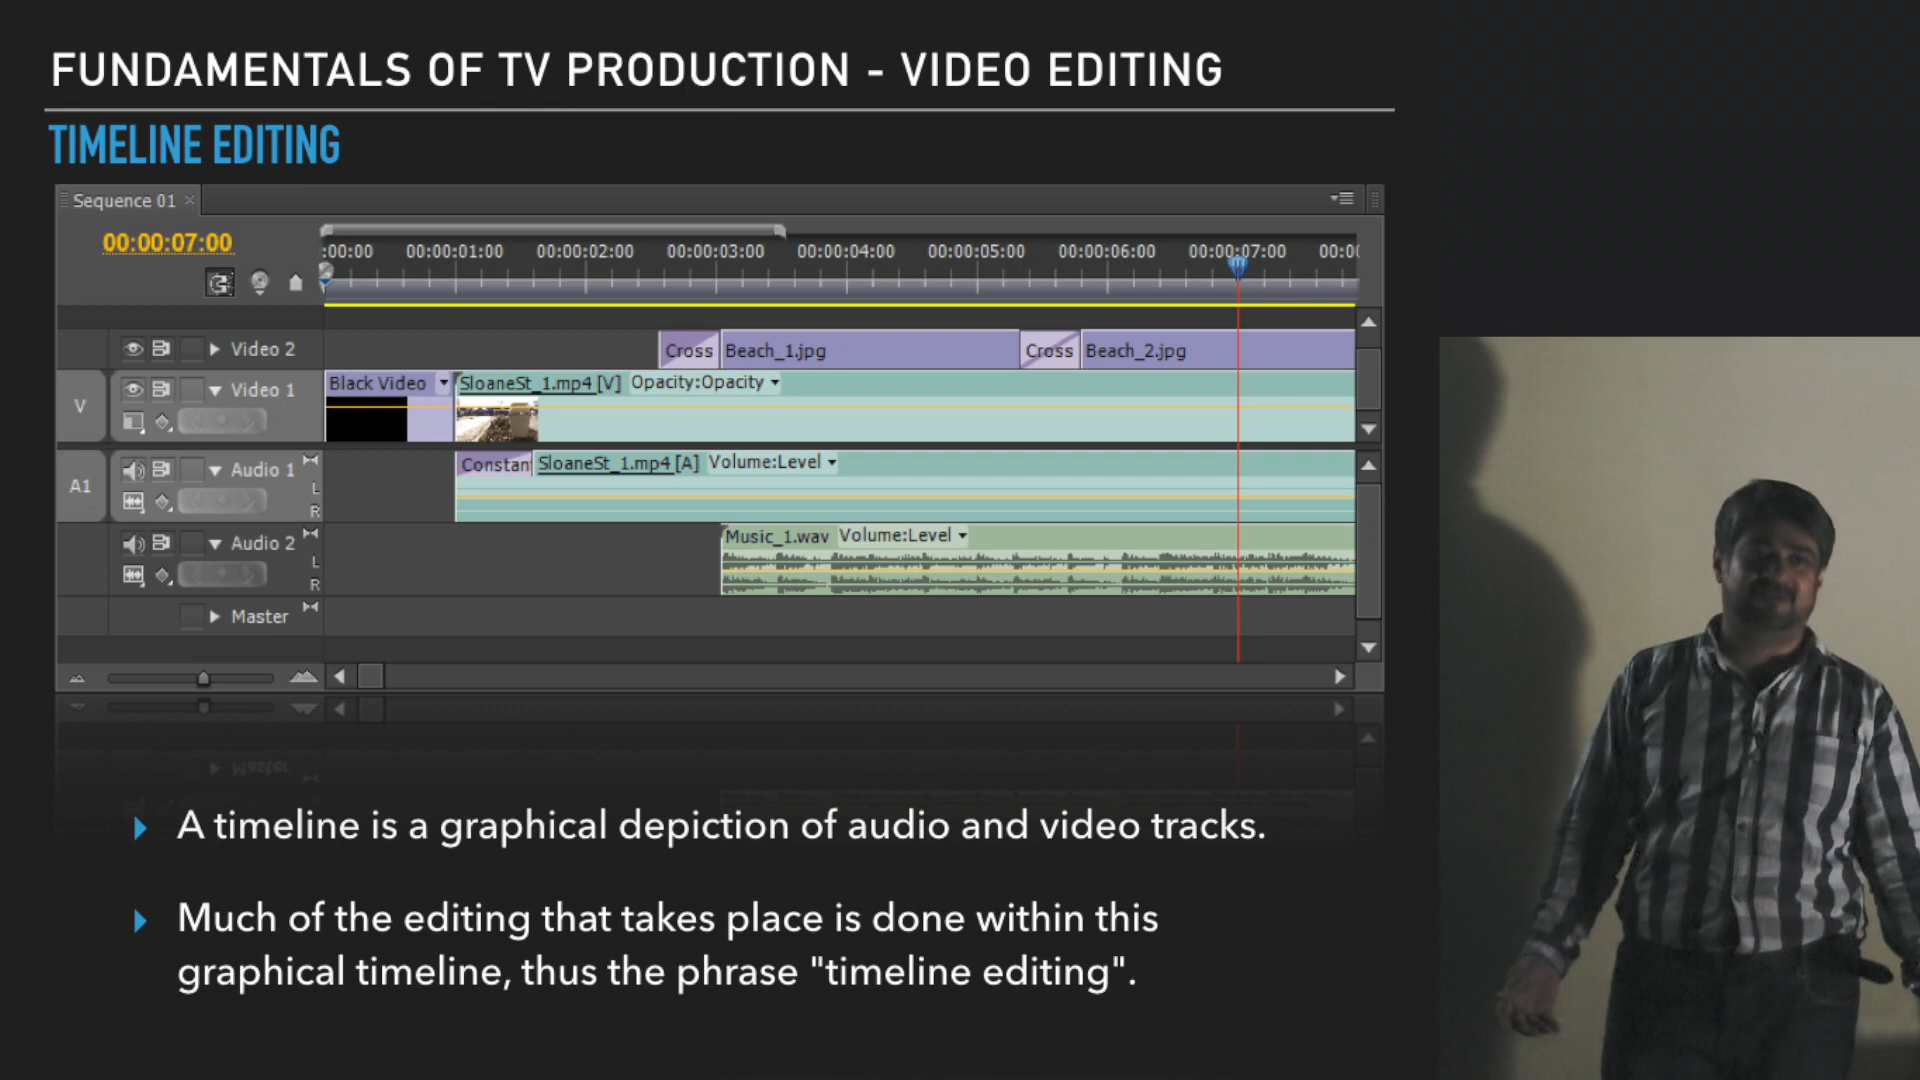 FUNDAMENTALS OF TV PRODUCTION - VIDEO EDITING
TIMELINE EDITING
Sequence 01
00:00:07:00
:00:00 00:00:01:00 00:00:02:00 00:00:03:00 00:00:04:00 00:00:05:00 00:00:06:00 00:00:07:00 00:00
Video 2 Cross Beach_1.jpg Cross Beach_2.jpg
V Video 1 Black Video SloaneSt_1.mp4 [V] Opacity:Opacity
A1 Audio 1 L R Constan SloaneSt_1.mp4 [A] Volume:Level
Audio 2 L R Music_1.wav Volume:Level
Master
A timeline is a graphical depiction of audio and video tracks.
Much of the editing that takes place is done within this
graphical timeline, thus the phrase "timeline editing".